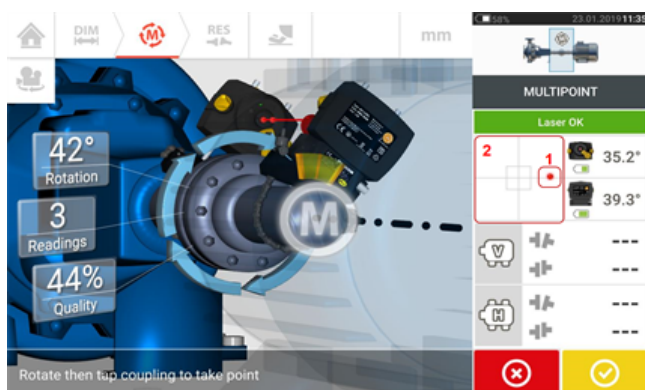 DIM
M
RES
mm
58%
23.01.2019 11:35
MULTIPOINT
Laser OK
42°
Rotation
3
Readings
44%
Quality
M
2
1
35.2°
39.3°
V
---
---
H
---
---
Rotate then tap coupling to take point